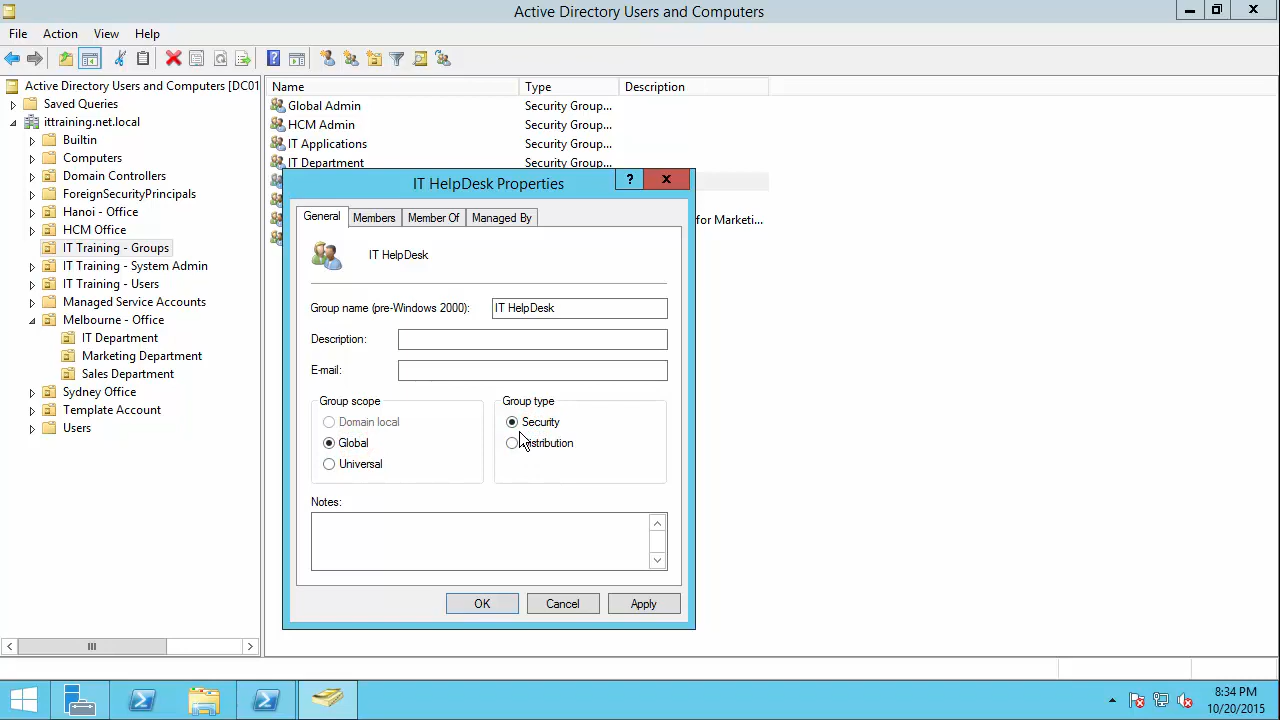 Active Directory Users and Computers
File Action View Help
Active Directory Users and Computers [DC01
Saved Queries
ittraining.net.local
Builtin
Computers
Domain Controllers
ForeignSecurityPrincipals
Hanoi - Office
HCM Office
IT Training - Groups
IT Training - System Admin
IT Training - Users
Managed Service Accounts
Melbourne - Office
IT Department
Marketing Department
Sales Department
Sydney Office
Template Account
Users
Name Type Description
Global Admin Security Group...
HCM Admin Security Group...
IT Applications Security Group...
IT Department Security Group...
for Marketi...
IT HelpDesk Properties
General Members Member Of Managed By
IT HelpDesk
Group name (pre-Windows 2000): IT HelpDesk
Description:
E-mail:
Group scope
Domain local
Global
Universal
Group type
Security
Distribution
Notes:
OK Cancel Apply
8:34 PM
10/20/2015